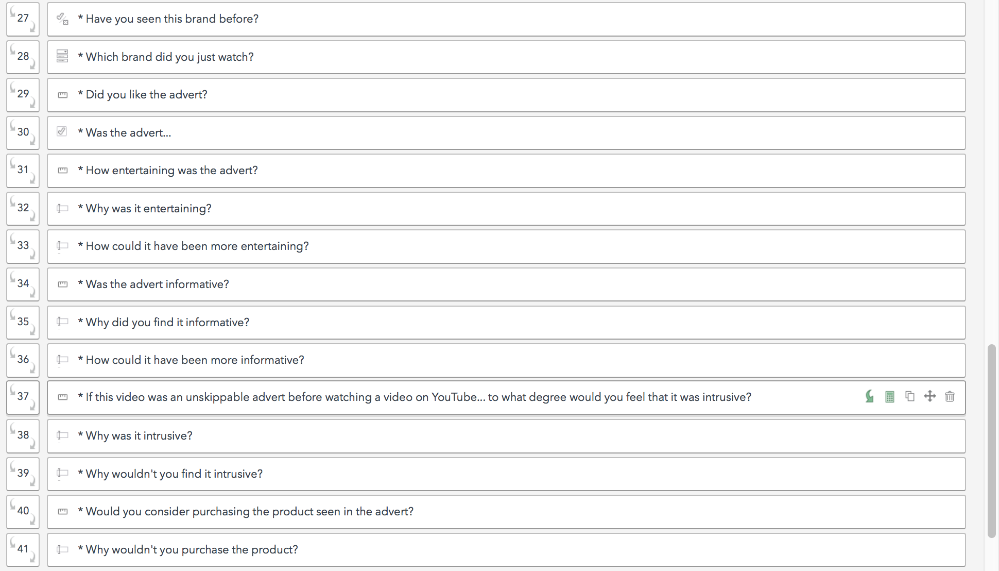 27 * Have you seen this brand before?
28 * Which brand did you just watch?
29 * Did you like the advert?
30 * Was the advert...
31 * How entertaining was the advert?
32 * Why was it entertaining?
33 * How could it have been more entertaining?
34 * Was the advert informative?
35 * Why did you find it informative?
36 * How could it have been more informative?
37 * If this video was an unskippable advert before watching a video on YouTube... to what degree would you feel that it was intrusive?
38 * Why was it intrusive?
39 * Why wouldn't you find it intrusive?
40 * Would you consider purchasing the product seen in the advert?
41 * Why wouldn't you purchase the product?